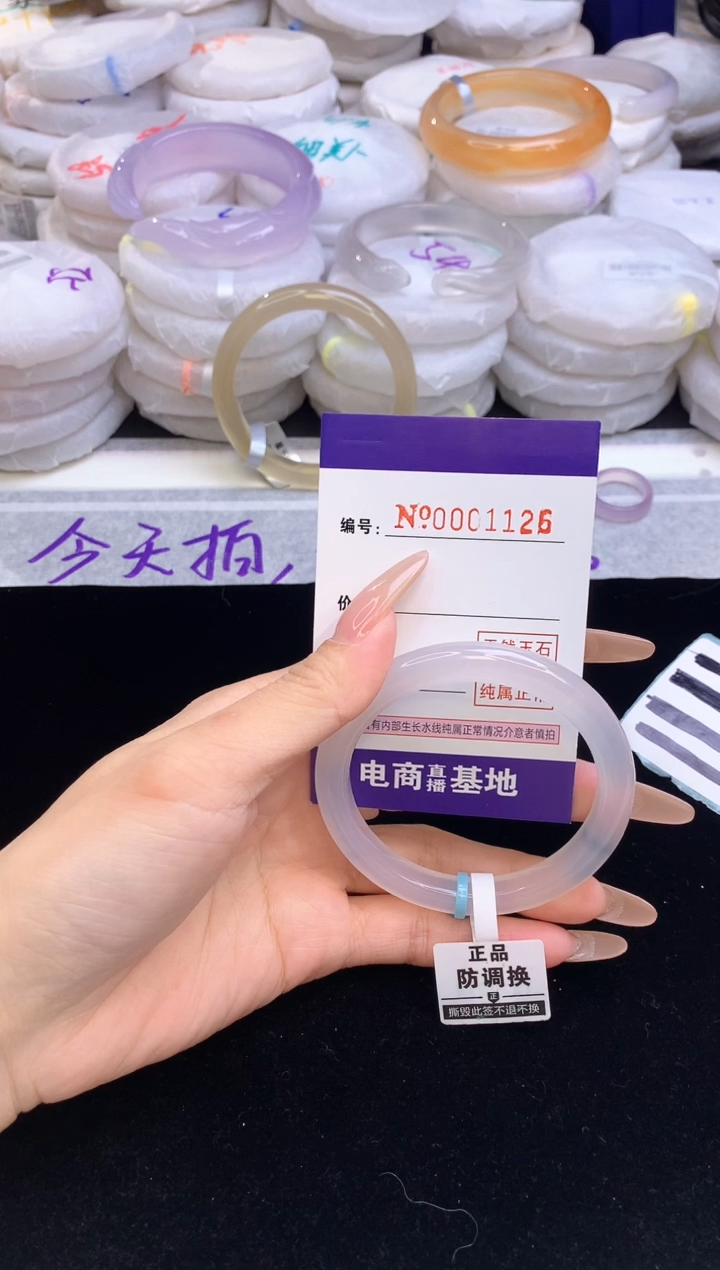 今天拍,
编号: №0001126
价
天然玉石
纯属正
有内部生长水线纯属正常情况介意者慎拍
电商直播基地
正品
防调换
正
撕毁此签不退不换